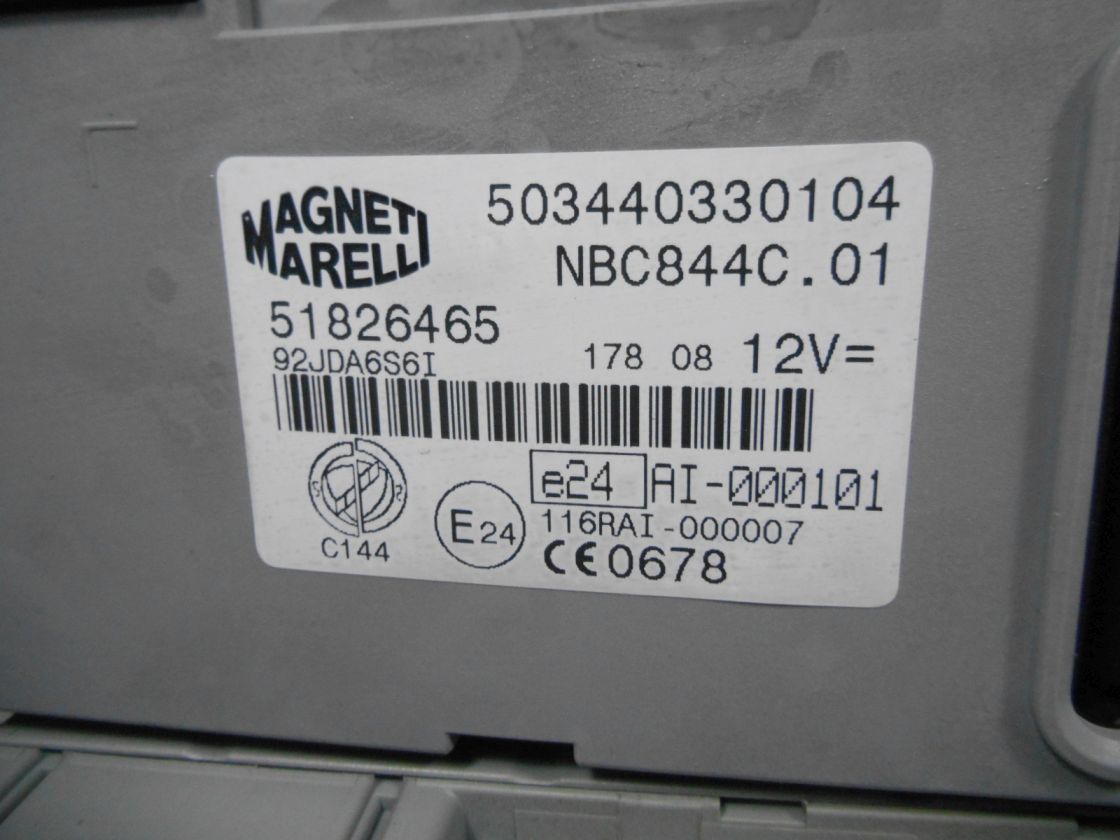 MAGNETI
MARELLI
503440330104
NBC844C.01
51826465
92JDA6S6I
178 08 12V=
e24 AI-000101
E24
116RAI-000007
C144
CE0678